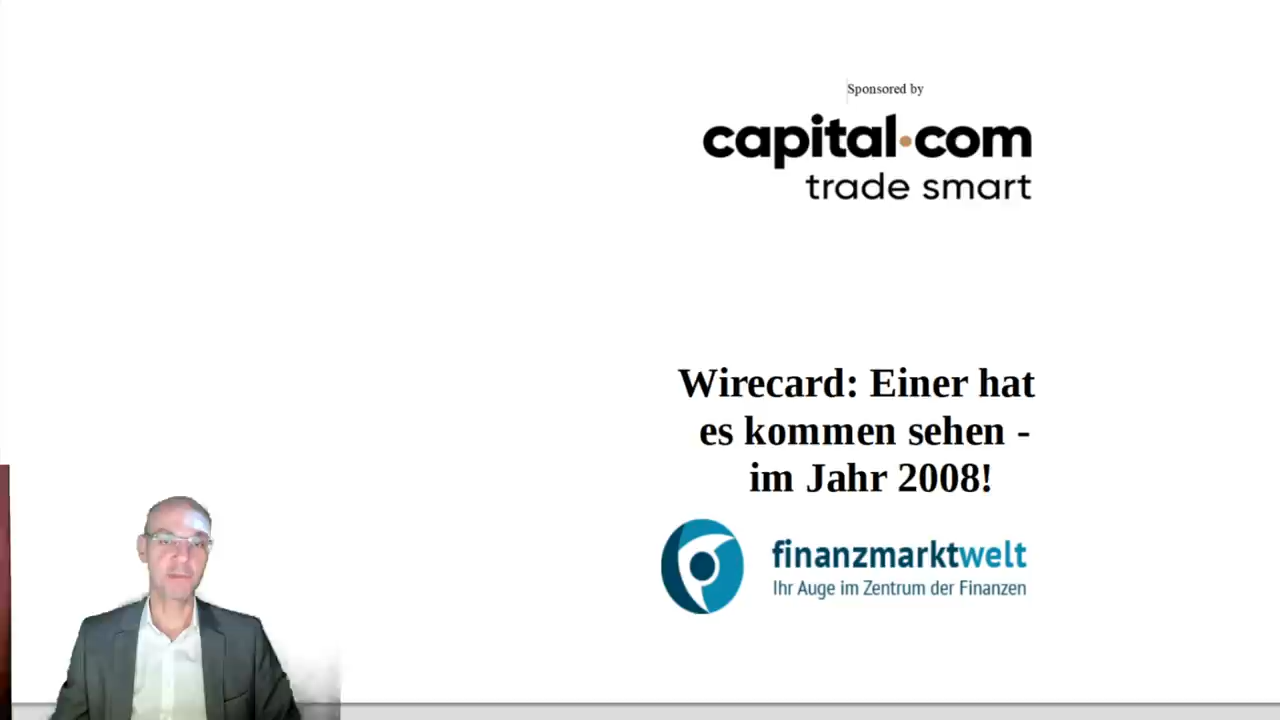 Sponsored by
capital.com
trade smart
Wirecard: Einer hat
es kommen sehen -
im Jahr 2008!
finanzmarktwelt
Ihr Auge im Zentrum der Finanzen